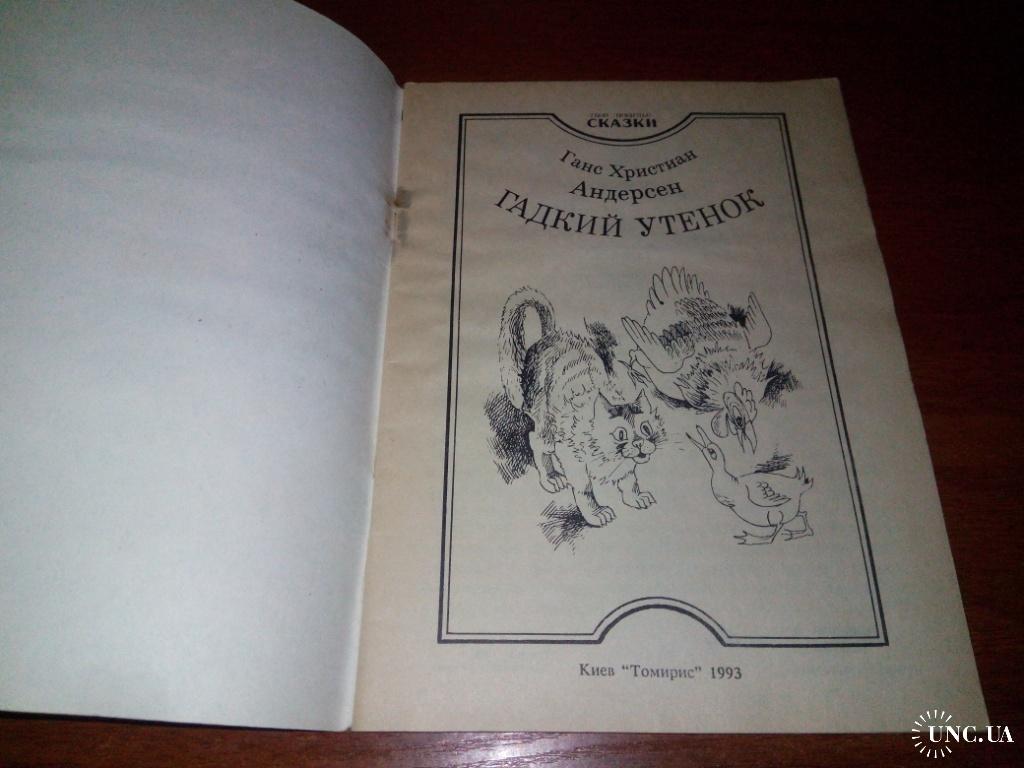 СКАЗКИ
Ганс Христиан
Андерсен
ГАДКИЙ УТЕНОК
Киев "Томирис" 1993
UNC.UA